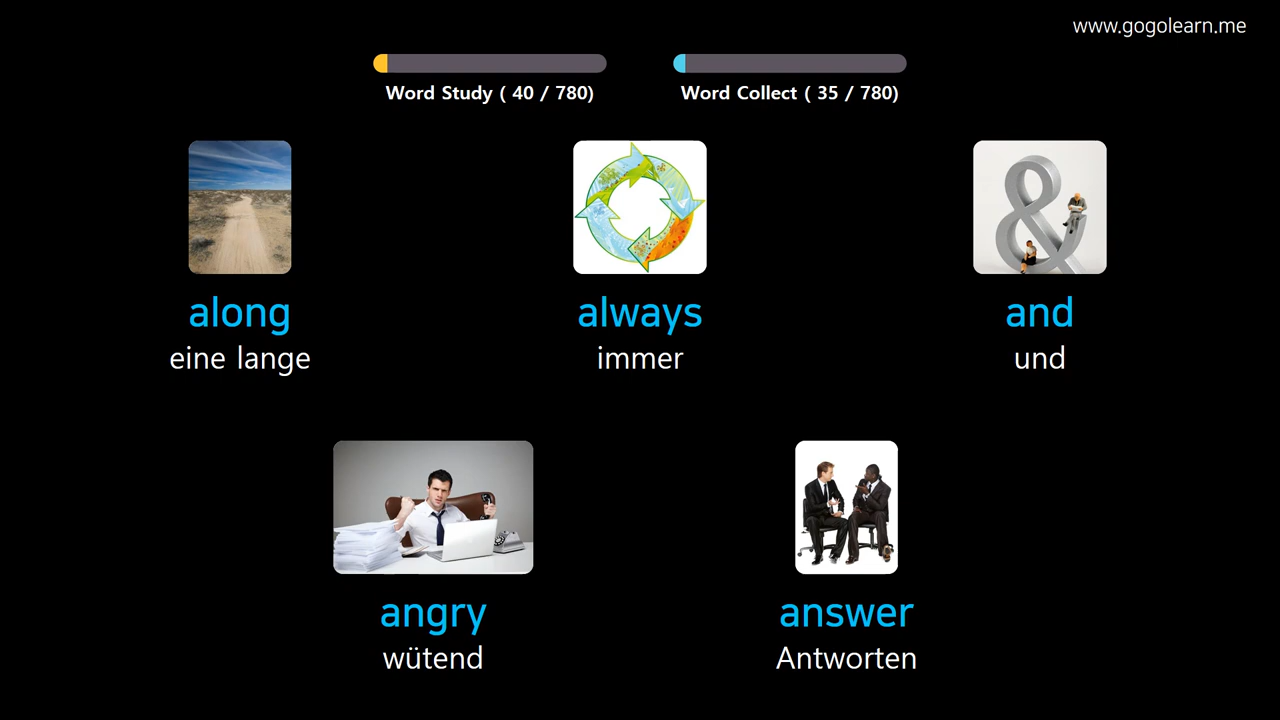 www.gogolearn.me
Word Study ( 40 / 780)
Word Collect ( 35 / 780)
along
eine lange
always
immer
and
und
angry
wütend
answer
Antworten